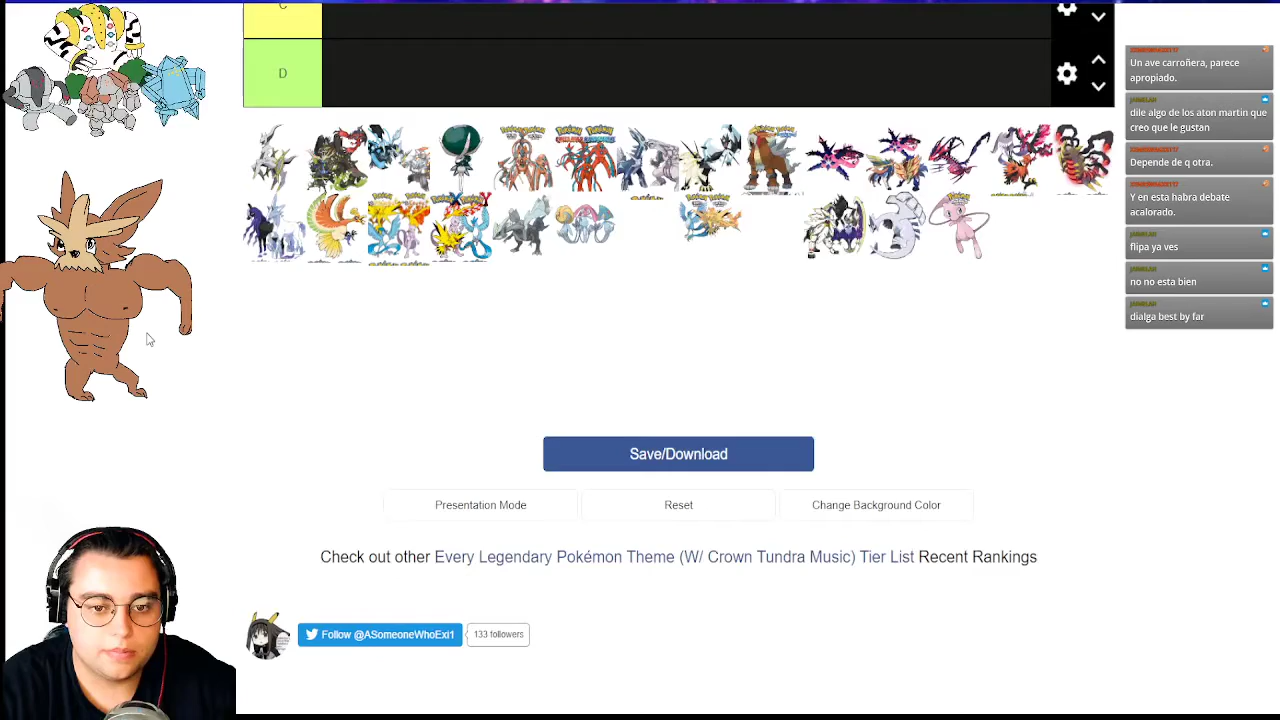 C
D
Un ave carroñera, parece
apropiado.
dile algo de los aton martin que
creo que le gustan
Depende de q otra.
Y en esta habra debate
acalorado.
flipa ya ves
no no esta bien
dialga best by far
Save/Download
Presentation Mode
Reset
Change Background Color
Check out other Every Legendary Pokémon Theme (W/ Crown Tundra Music) Tier List Recent Rankings
Follow @ASomeoneWhoExi1
133 followers